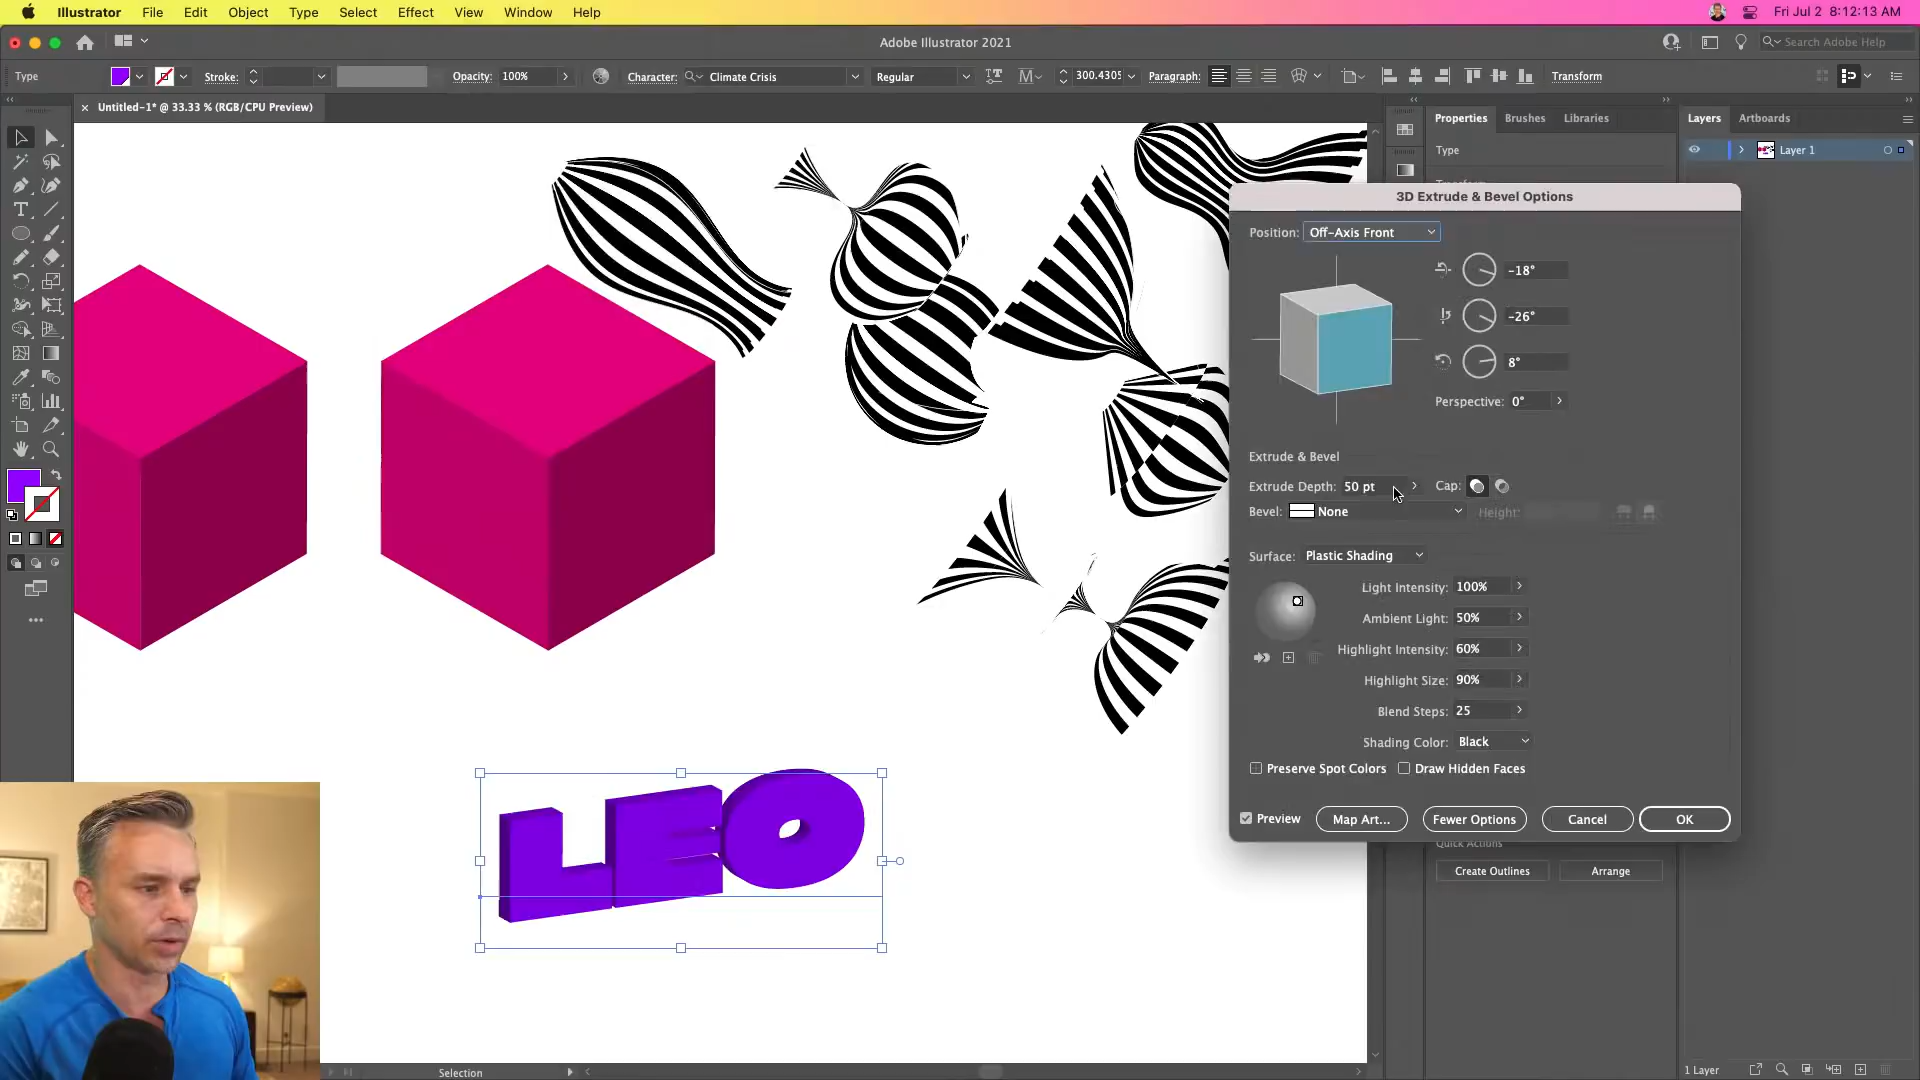 Illustrator File Edit Object Type Select Effect View Window Help Fri Jul 2 8:12:13 AM
Adobe Illustrator 2021 Search Adobe Help
Type Stroke: Opacity: 100% Character: Climate Crisis Regular 300.430 Paragraph: Transform
× Untitled-1* @ 33.33 % (RGB/CPU Preview)
Properties Brushes Libraries Layers Artboards
Type Layer 1
3D Extrude & Bevel Options
Position: Off-Axis Front
-18°
-26°
8°
Perspective: 0°
Extrude & Bevel
Extrude Depth: 50 pt Cap:
Bevel: None Height:
Surface: Plastic Shading
Light Intensity: 100%
Ambient Light: 50%
Highlight Intensity: 60%
Highlight Size: 90%
Blend Steps: 25
Shading Color: Black
Preserve Spot Colors Draw Hidden Faces
Preview Map Art... Fewer Options Cancel OK
Quick Actions
Create Outlines Arrange
LEO
Selection 1 Layer